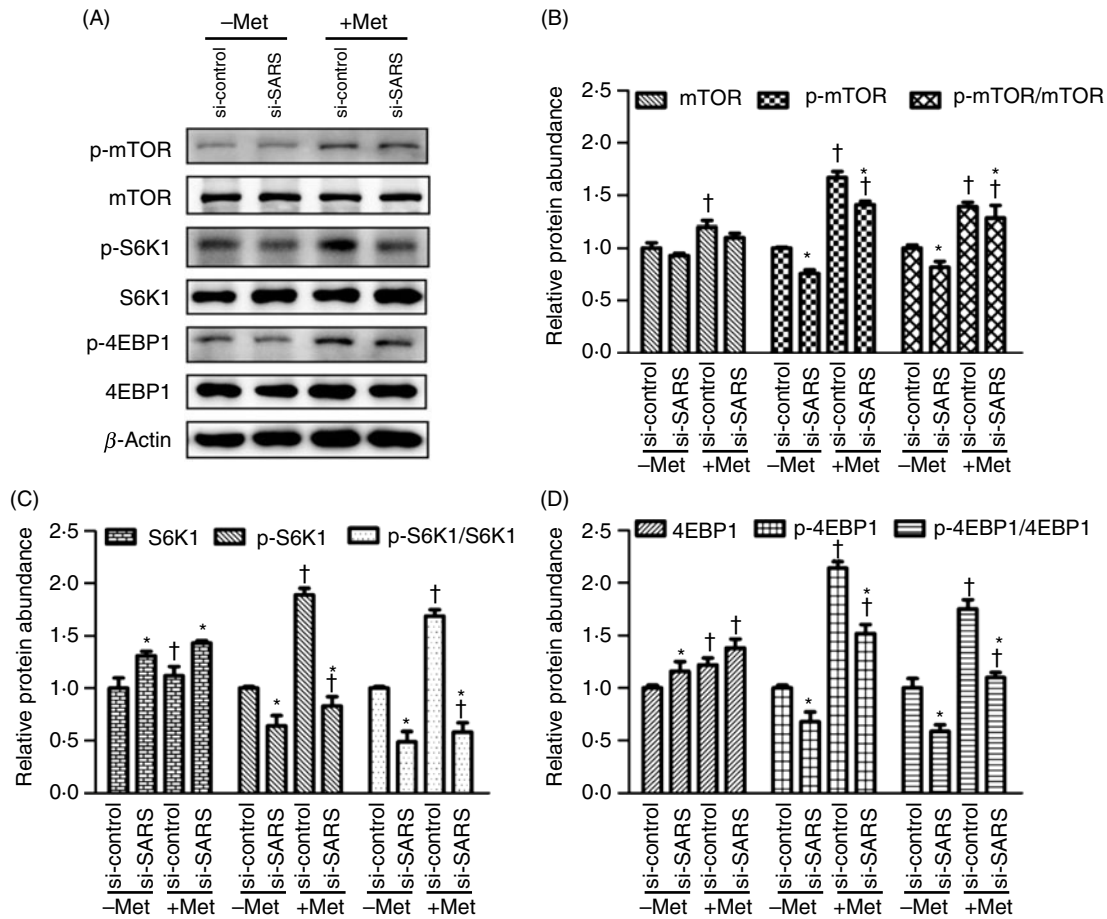 (A)
–Met +Met
si-control si-SARS si-control si-SARS
p-mTOR
mTOR
p-S6K1
S6K1
p-4EBP1
4EBP1
β-Actin
(B)
mTOR p-mTOR p-mTOR/mTOR
Relative protein abundance
2·5
2·0
1·5
1·0
0·5
0·0
† † * † † * † * *
si-control si-SARS si-control si-SARS si-control si-SARS si-control si-SARS si-control si-SARS si-control si-SARS
–Met +Met –Met +Met –Met +Met
(C)
S6K1 p-S6K1 p-S6K1/S6K1
Relative protein abundance
2·5
2·0
1·5
1·0
0·5
0·0
* † * * † * † * † * †
si-control si-SARS si-control si-SARS si-control si-SARS si-control si-SARS si-control si-SARS si-control si-SARS
–Met +Met –Met +Met –Met +Met
(D)
4EBP1 p-4EBP1 p-4EBP1/4EBP1
Relative protein abundance
2·5
2·0
1·5
1·0
0·5
0·0
* † † * † * † * † * †
si-control si-SARS si-control si-SARS si-control si-SARS si-control si-SARS si-control si-SARS si-control si-SARS
–Met +Met –Met +Met –Met +Met